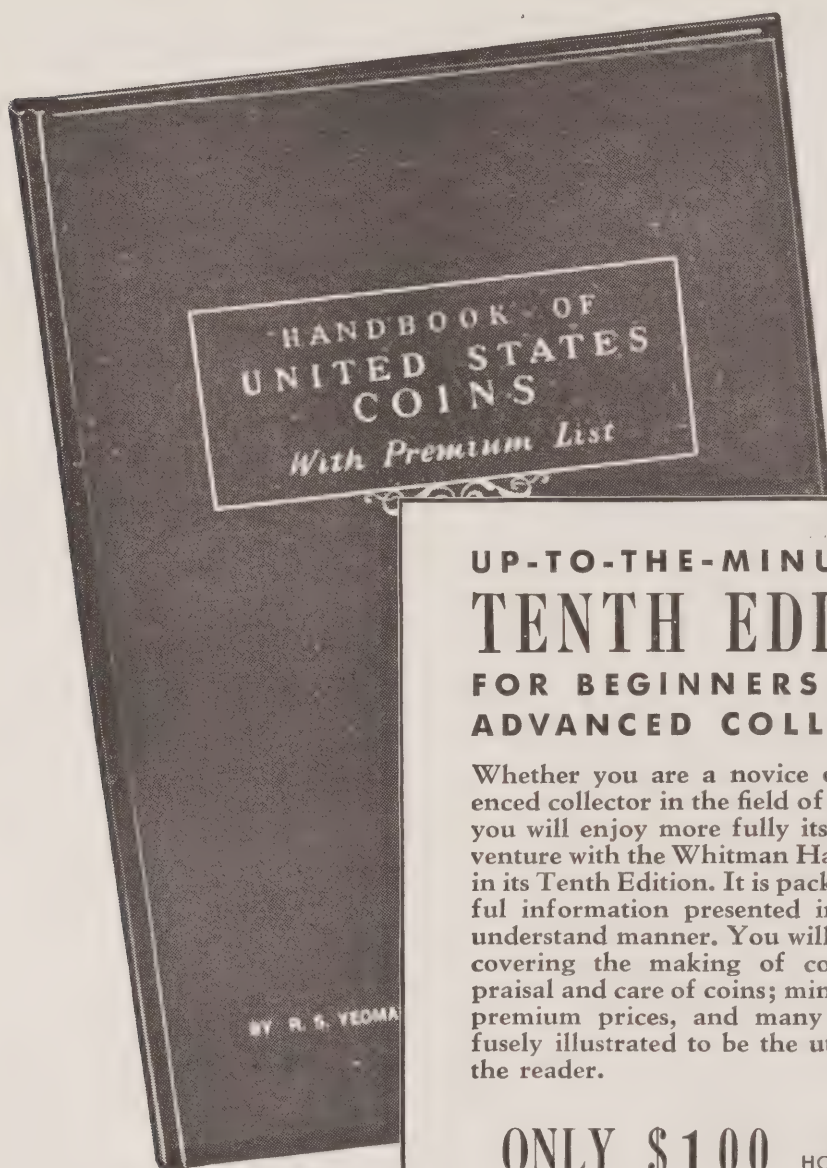 HANDBOOK OF
UNITED STATES
COINS
With Premium List
BY R. S. YEOMA
UP-TO-THE-MINU
TENTH EDI
FOR BEGINNERS
ADVANCED COLL
Whether you are a novice
enced collector in the field of
you will enjoy more fully its
venture with the Whitman Ha
in its Tenth Edition. It is pack
ful information presented in
understand manner. You will
covering the making of co
praisal and care of coins; min
premium prices, and many
fusely illustrated to be the u
the reader.
ONLY $1.00 HO